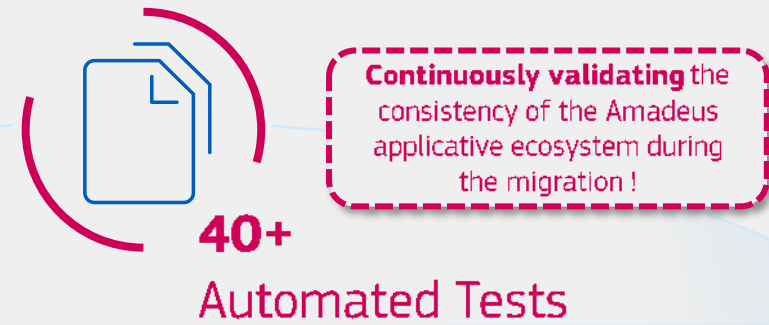 Continuously validating the
consistency of the Amadeus
applicative ecosystem during
the migration !
40+
Automated Tests